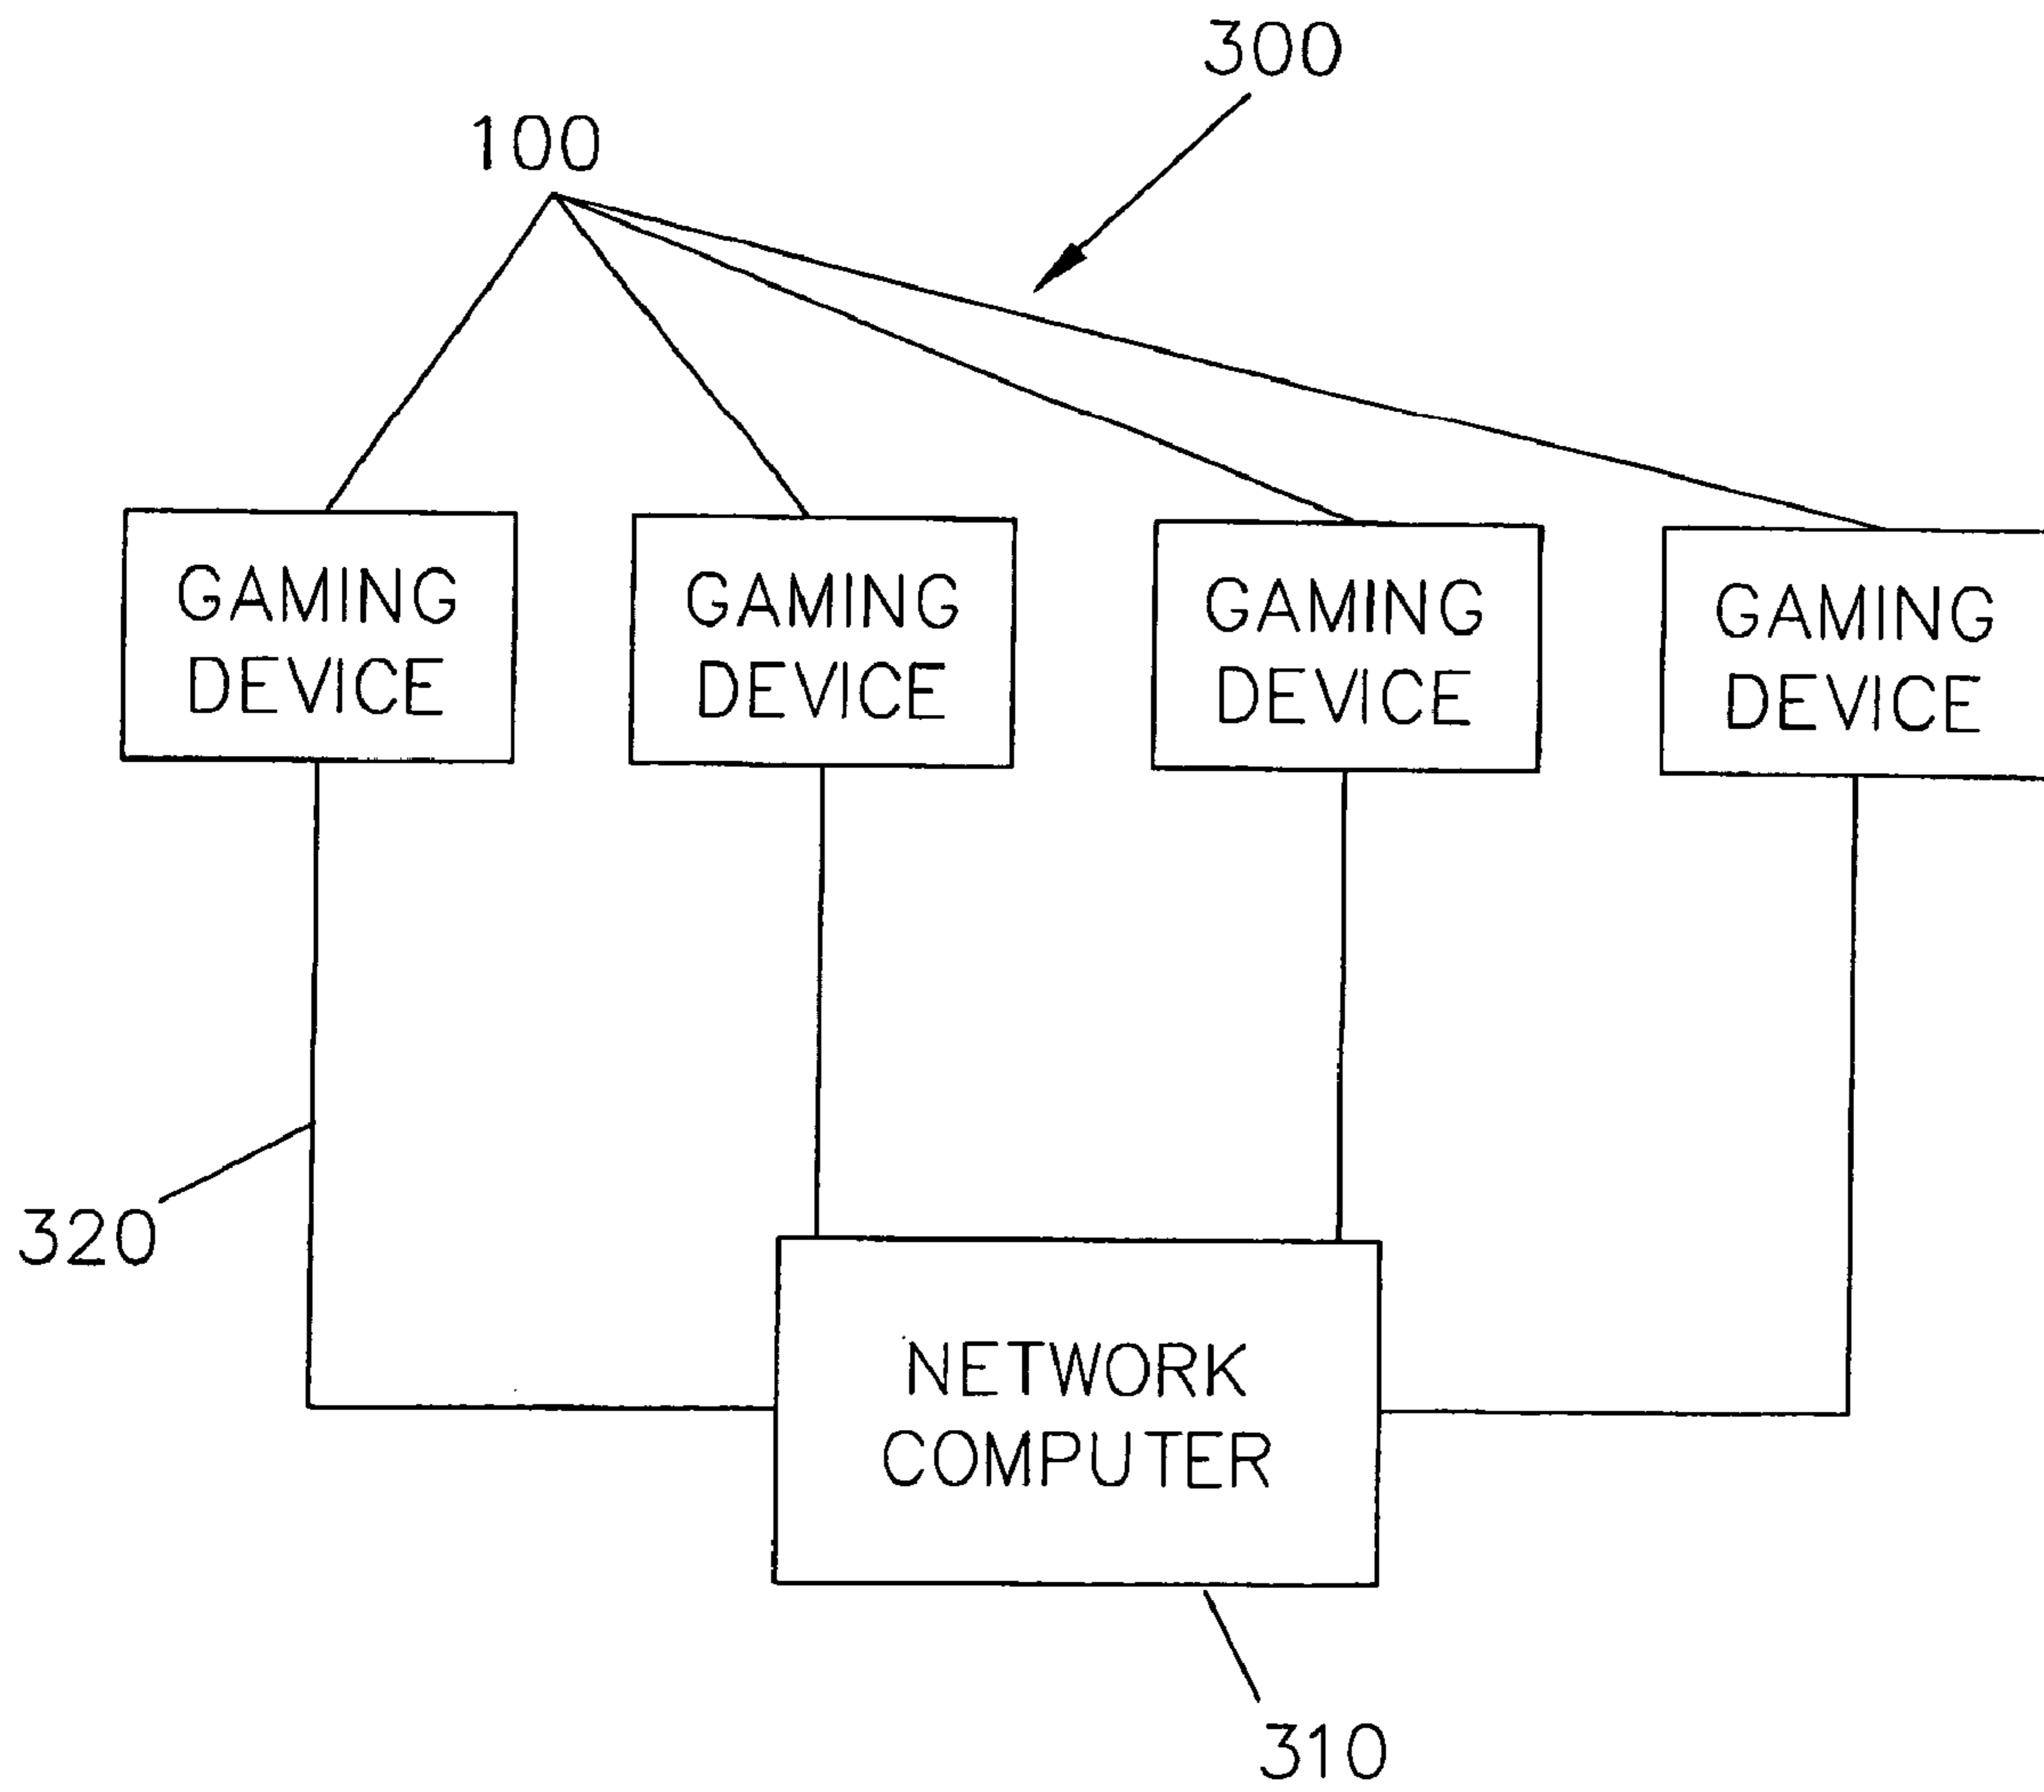 300
100
GAMING
DEVICE
GAMING
DEVICE
GAMING
DEVICE
GAMING
DEVICE
320
NETWORK
COMPUTER
310